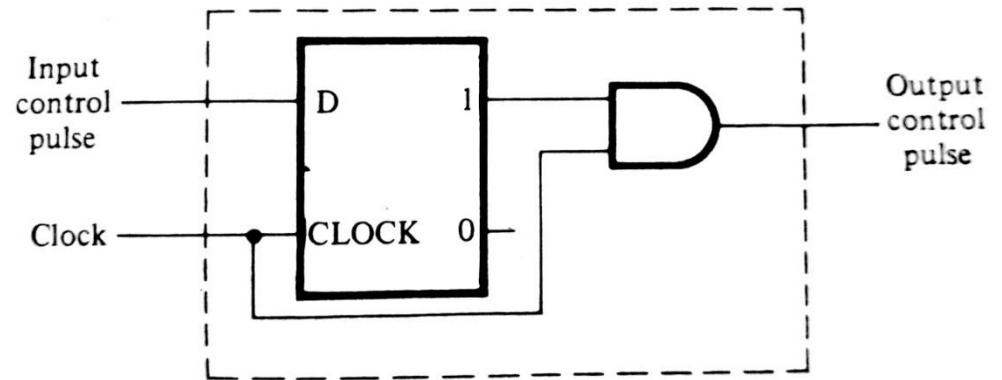 Input
control
pulse
D
1
Output
control
pulse
Clock
CLOCK
0